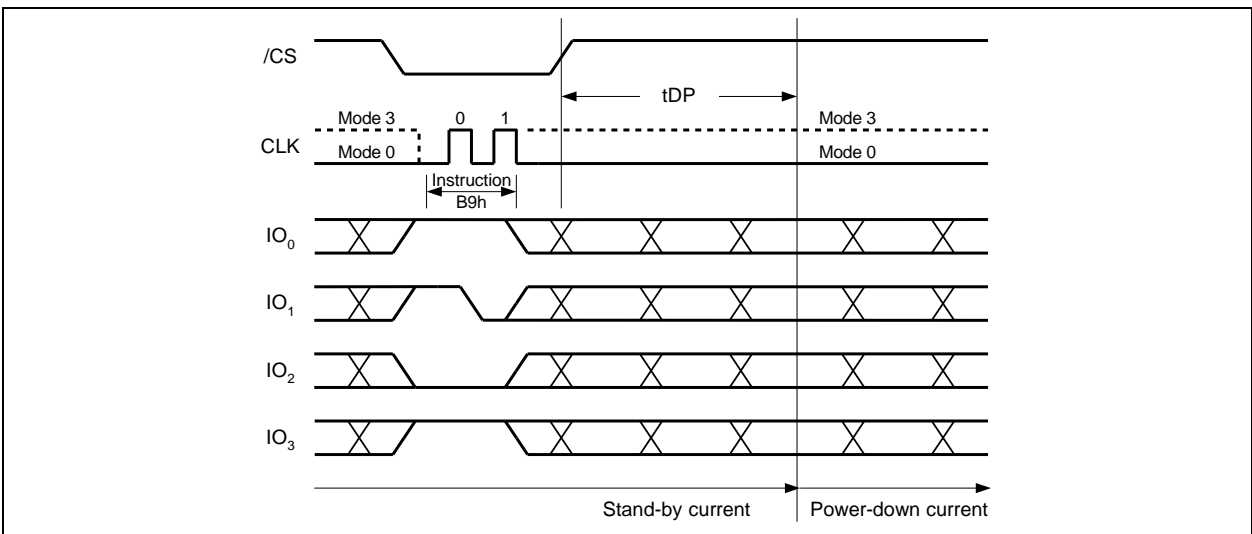 /CS
tDP
Mode 3 0 1 Mode 3
CLK Mode 0 Mode 0
Instruction
B9h
IO0
IO1
IO2
IO3
Stand-by current Power-down current